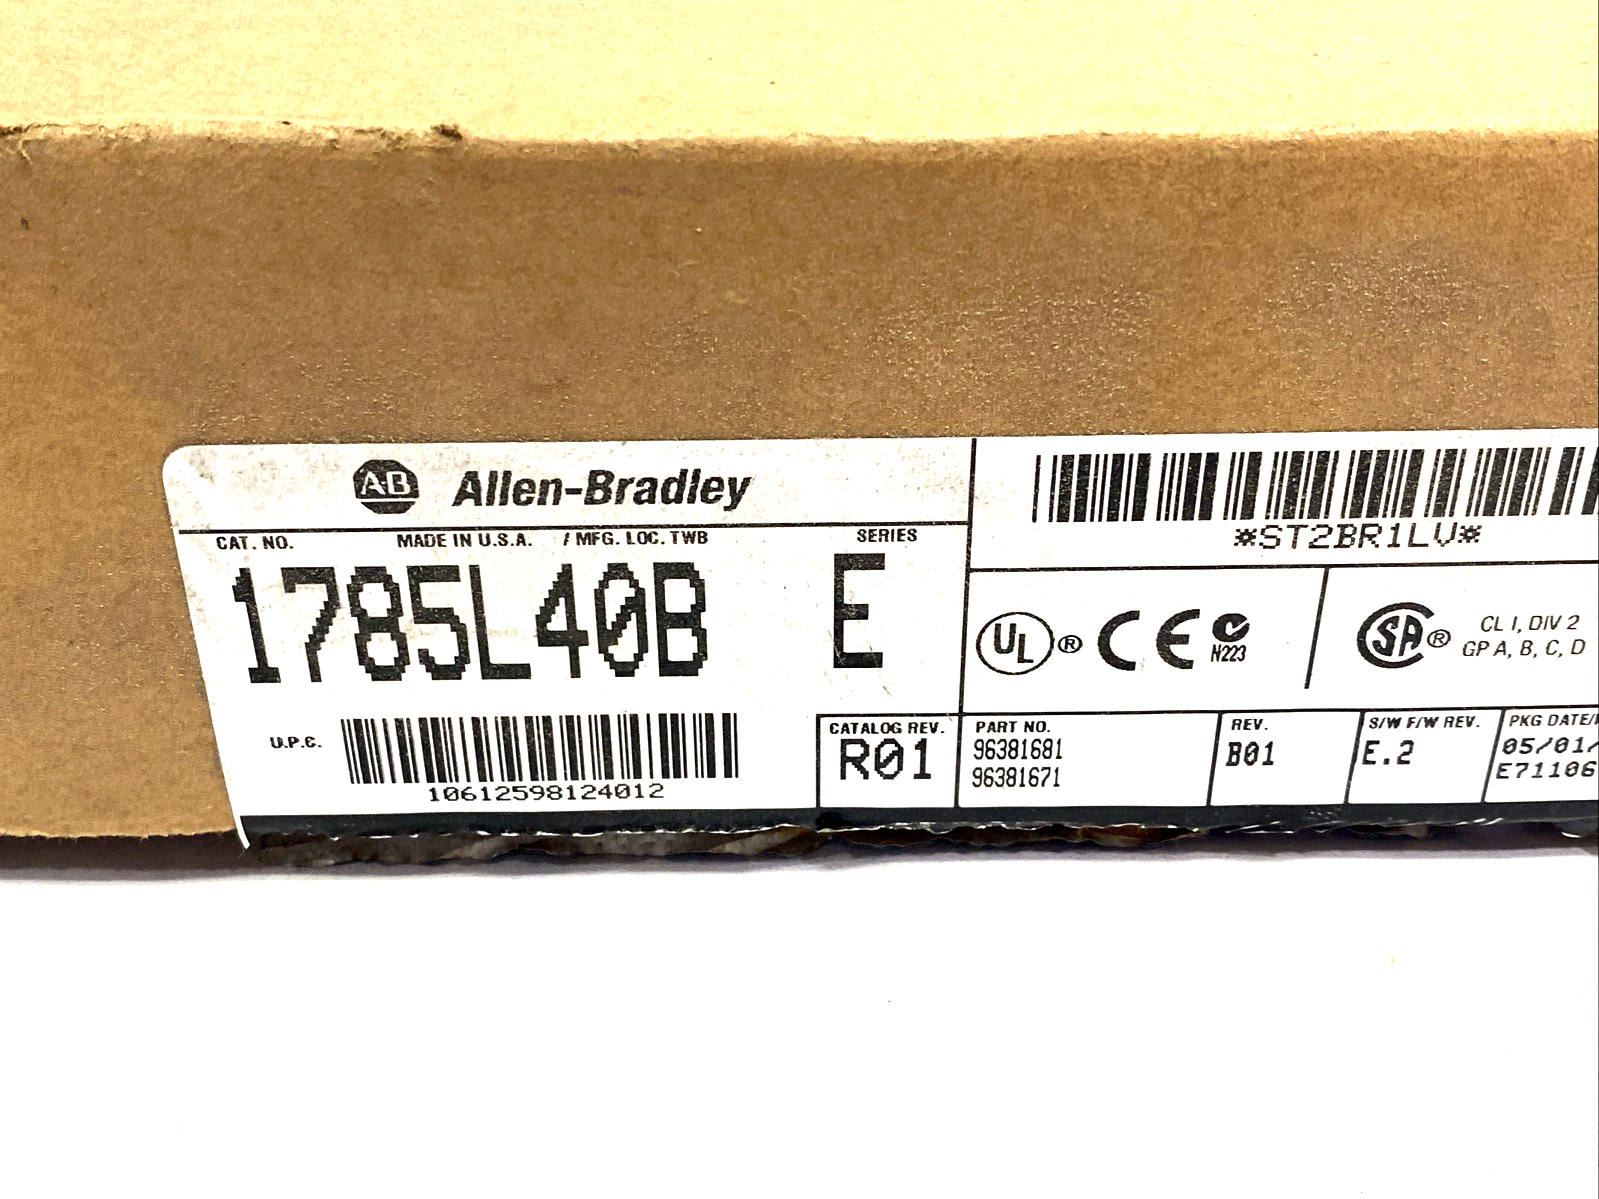 AB Allen-Bradley
CAT. NO. MADE IN U.S.A. / MFG. LOC. TWB SERIES
1785L40B E
U.P.C.
10612598124012
CATALOG REV.
R01
*ST2BR1LV*
UL ® CE N223
SA ® CL I, DIV 2
GP A, B, C, D
PART NO.
96381681
96381671
REV.
B01
S/W F/W REV.
E.2
PKG DATE/
05/01/
E71106